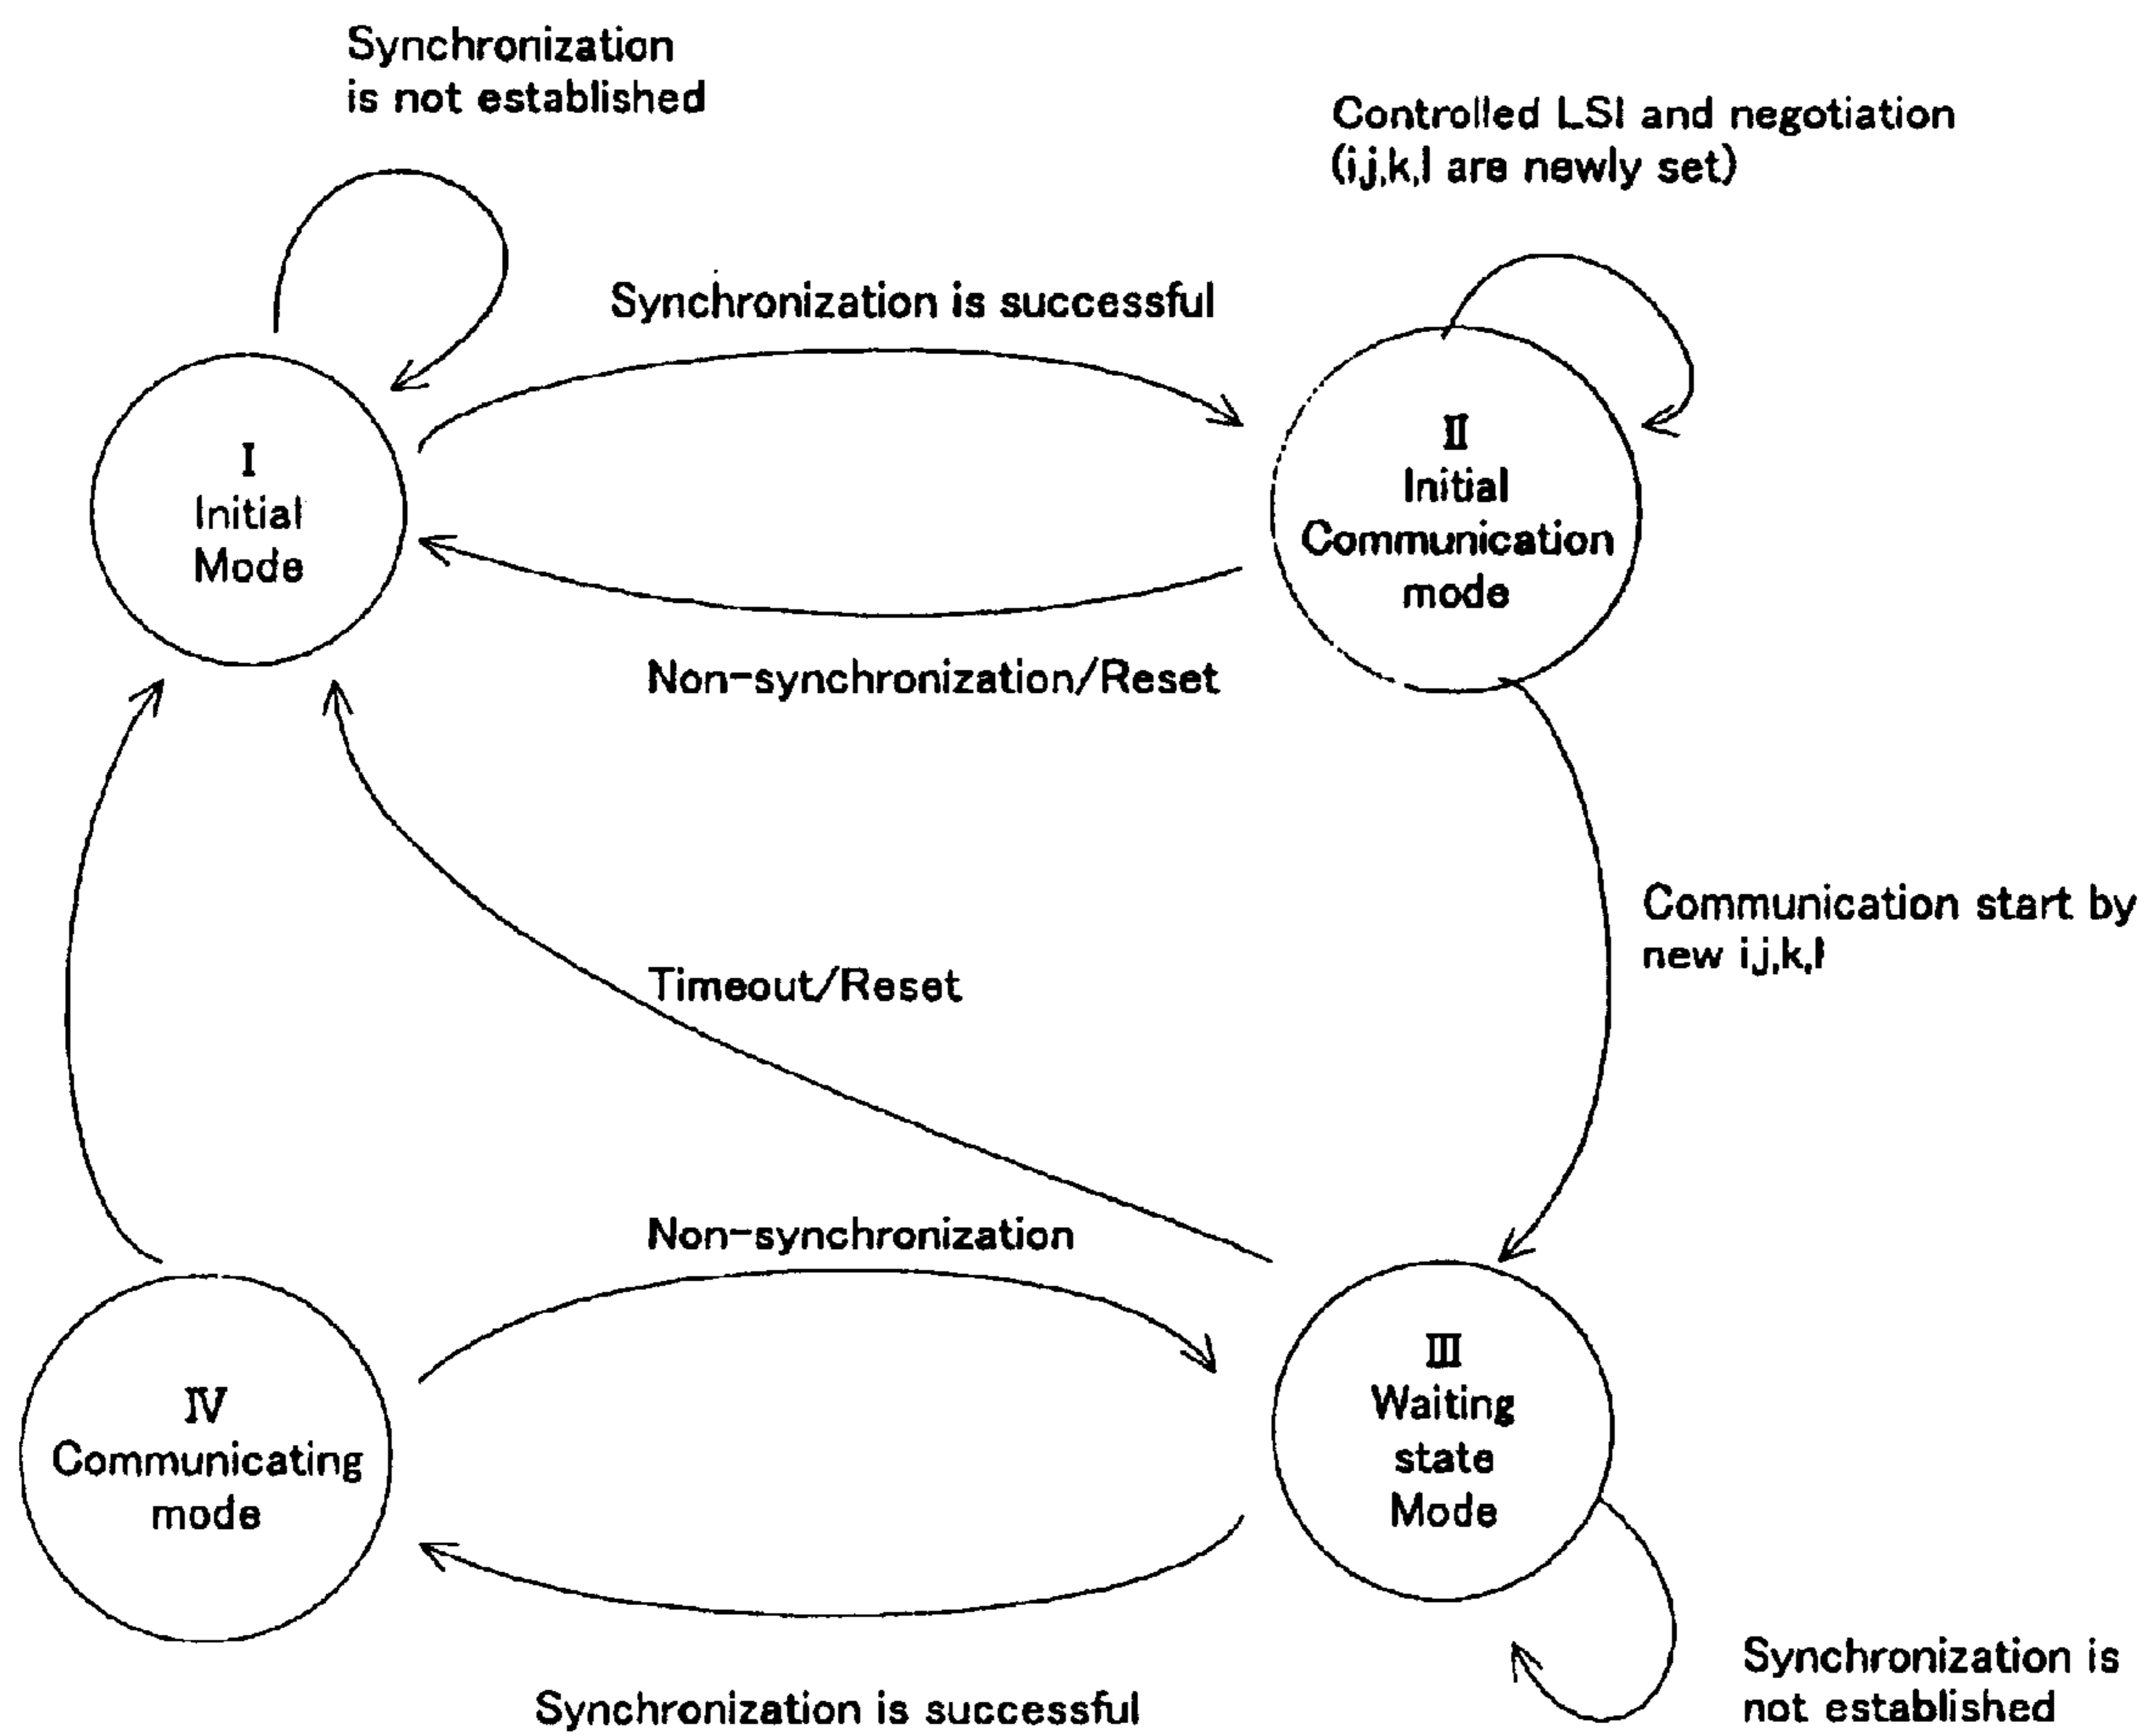 Synchronization
is not established
Controlled LSI and negotiation
(i,j,k,l are newly set)
Synchronization is successful
I
Initial
Mode
II
Initial
Communication
mode
Non-synchronization/Reset
Communication start by
new i,j,k,l
Timeout/Reset
Non-synchronization
IV
Communicating
mode
III
Waiting
state
Mode
Synchronization is successful
Synchronization is
not established